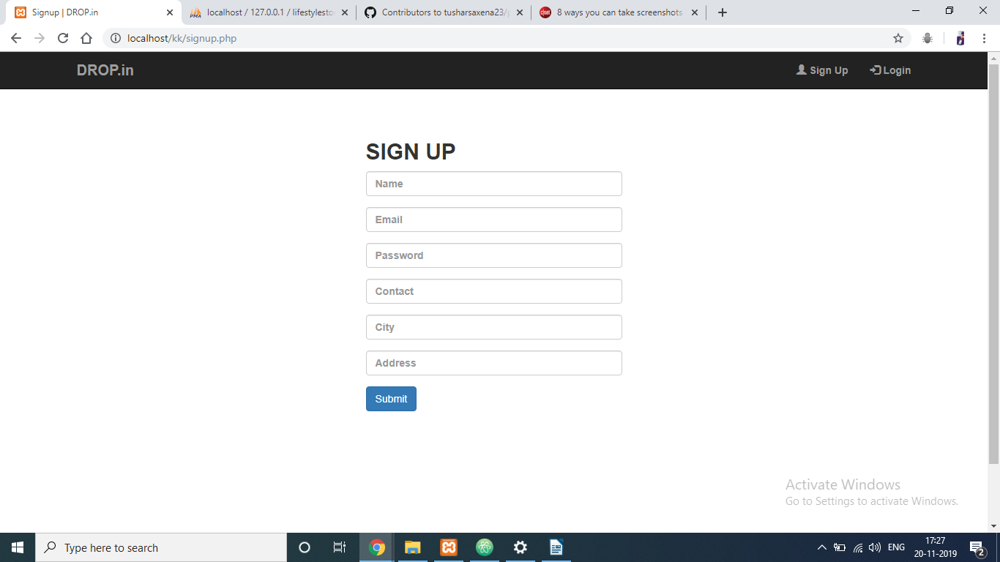 Signup | DROP.in
localhost / 127.0.0.1 / lifestylesto
Contributors to tusharsaxena23/
cnet
8 ways you can take screenshots
localhost/kk/signup.php
DROP.in
Sign Up
Login
SIGN UP
Name
Email
Password
Contact
City
Address
Submit
Activate Windows
Go to Settings to activate Windows.
Type here to search
ENG
17:27
20-11-2019
2